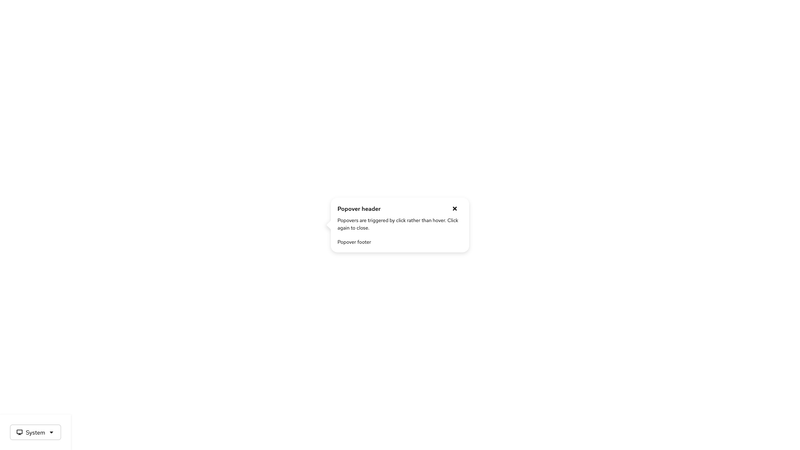 Popover header
Popovers are triggered by click rather than hover. Click
again to close.
Popover footer
System